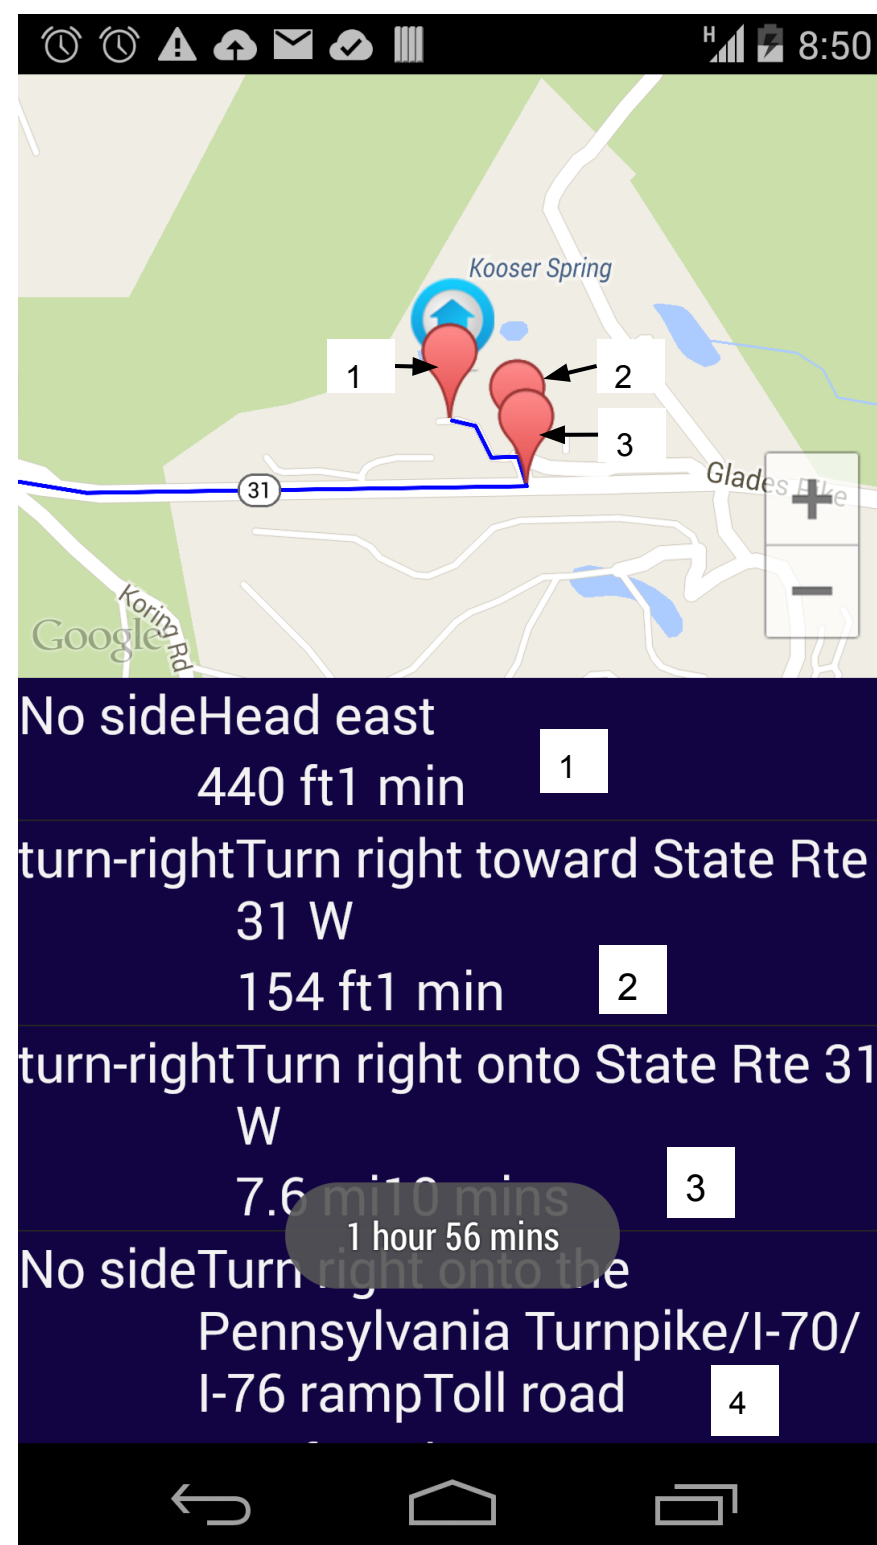 H 8:50
Kooser Spring
1
2
3
31
Glades Pike
Koring Rd
Google
No sideHead east
440 ft1 min
1
turn-rightTurn right toward State Rte
31 W
154 ft1 min
2
turn-rightTurn right onto State Rte 31
W
7.6 mi10 mins
3
1 hour 56 mins
No sideTurn right onto the
Pennsylvania Turnpike/I-70/
I-76 rampToll road
4